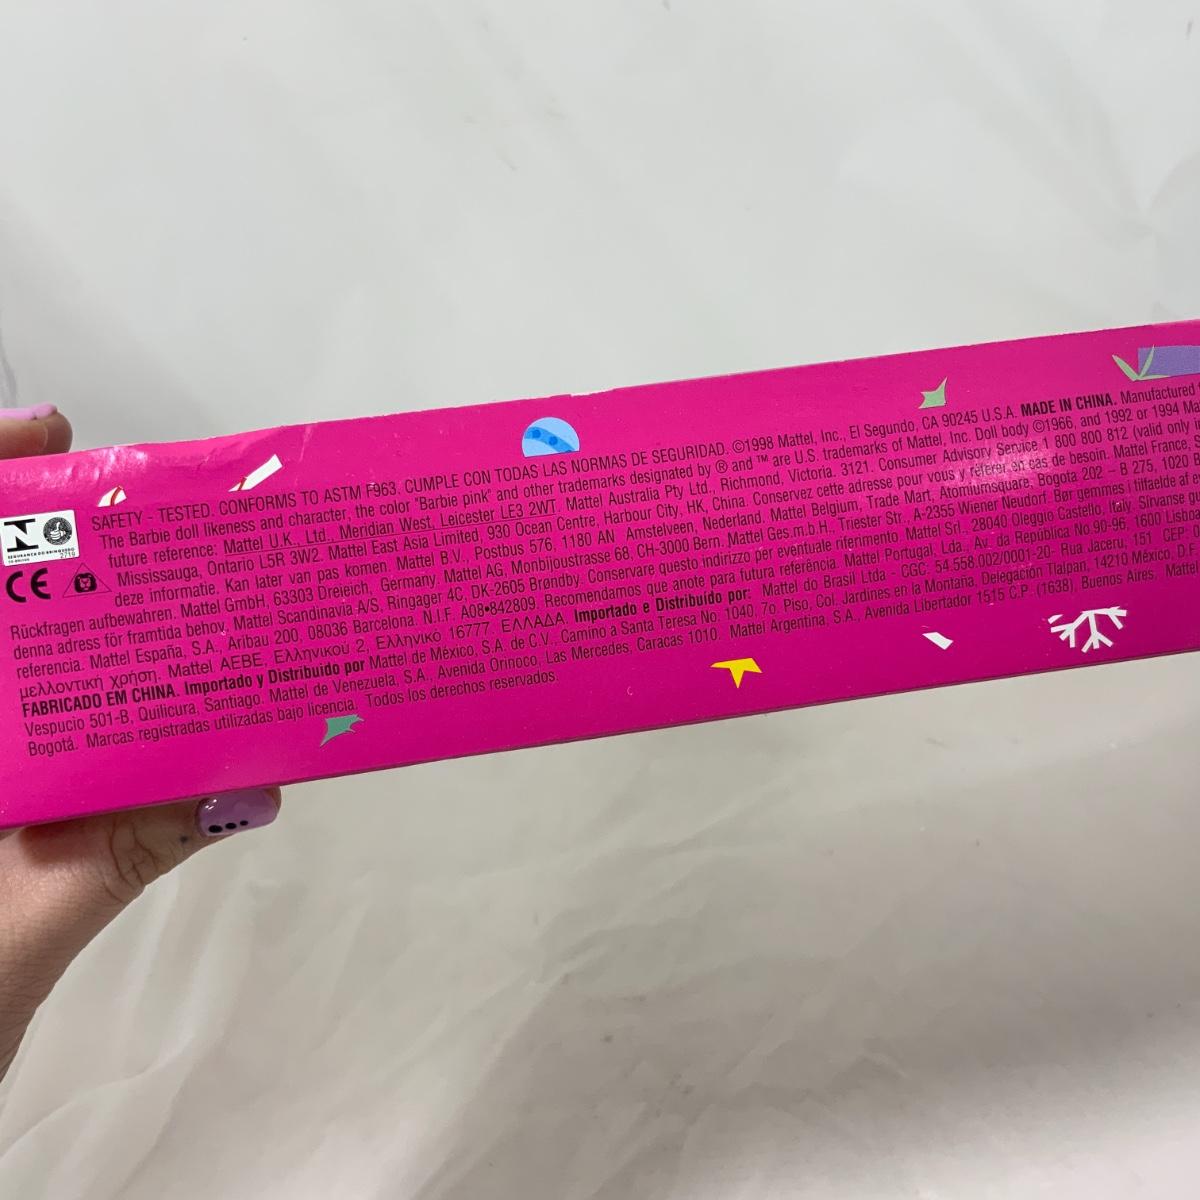 SAFETY - TESTED. CONFORMS TO ASTM F963. CUMPLE CON TODAS LAS NORMAS DE SEGURIDAD. ©1998 Mattel, Inc., El Segundo, CA 90245 U.S.A. MADE IN CHINA. Manufactured
The Barbie doll likeness and character, the color "Barbie pink" and other trademarks designated by ® and ™ are U.S. trademarks of Mattel, Inc. Doll body ©1966, and 1992 or 1994
future reference: Mattel U.K., Ltd., Meridian West, Leicester LE3 2WT. Mattel Australia Pty Ltd., Richmond, Victoria. 3121. Consumer Advisory Service 1 800 800 812 (valid only
Mississauga, Ontario L5R 3W2. Mattel East Asia Limited, 930 Ocean Centre, Harbour City, HK, China. Conservez cette adresse pour vous y référer en cas de besoin. Mattel France,
deze informatie. Kan later van pas komen. Mattel B.V., Postbus 576, 1180 AN Amstelveen, Nederland. Mattel Belgium, Trade Mart, Atomiumsquare, Bogota 202 - B 275, 1020
Rückfragen aufbewahren. Mattel GmbH, 63303 Dreieich, Germany. Mattel AG, Monbijoustrasse 68, CH-3000 Bern. Mattel Ges.m.b.H., Triester Str., A-2355 Wiener Neudorf. Bør gemmes i tilfælde af
denna adress för framtida behov, Mattel Scandinavia A/S, Ringager 4C, DK-2605 Brøndby. Conservare questo indirizzo per eventuale riferimento. Mattel Srl., 28040 Oleggio Castello, Italy. Sírvanse
referencia. Mattel España, S.A., Aribau 200, 08036 Barcelona. N.I.F. A08•842809. Recomendamos que anote para futura referência. Mattel Portugal, Lda., Av. da República No 90-96, 1600
μελλοντική χρήση. Mattel AEBE, Ελληνικού 2, Ελληνικό 16777. ΕΛΛΑΔΑ. Importado e Distribuído por: Mattel do Brasil Ltda - CGC: 54.558.002/0001-20- Rua Jaceru, 151 CEP:
FABRICADO EM CHINA. Importado y Distribuido por Mattel de México, S.A. de C.V., Camino a Santa Teresa No. 1040, 7o. Piso, Col. Jardines en la Montaña, Delegación Tlalpan, 14210 México, D.F.
Vespucio 501-B, Quilicura, Santiago. Mattel de Venezuela, S.A., Avenida Orinoco, Las Mercedes, Caracas 1010. Mattel Argentina, S.A., Avenida Libertador 1515 C.P. (1638), Buenos Aires. Mattel
Bogotá. Marcas registradas utilizadas bajo licencia. Todos los derechos reservados.
N
SEGURANÇA DO BRINQUEDO
CE